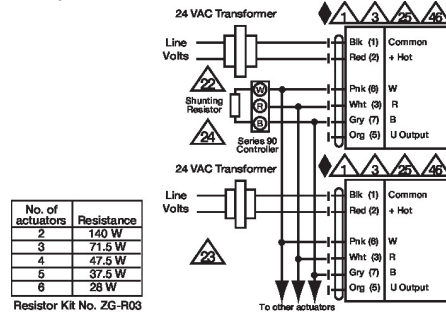 24 VAC Transformer
1 3 25 46
Line
Volts
Blk (1) Common
Red (2) + Hot
22
Pnk (6) W
Shunting
Resistor
W
R
B
Wht (3) R
Gry (7) B
24
Series 90
Controller
Org (5) U Output
24 VAC Transformer
1 3 25 46
Line
Volts
Blk (1) Common
Red (2) + Hot
No. of
actuators Resistance
2 140 W
3 71.5 W
4 47.5 W
5 37.5 W
6 28 W
Resistor Kit No. ZG-R03
23
Pnk (6) W
Wht (3) R
Gry (7) B
Org (5) U Output
To other actuators